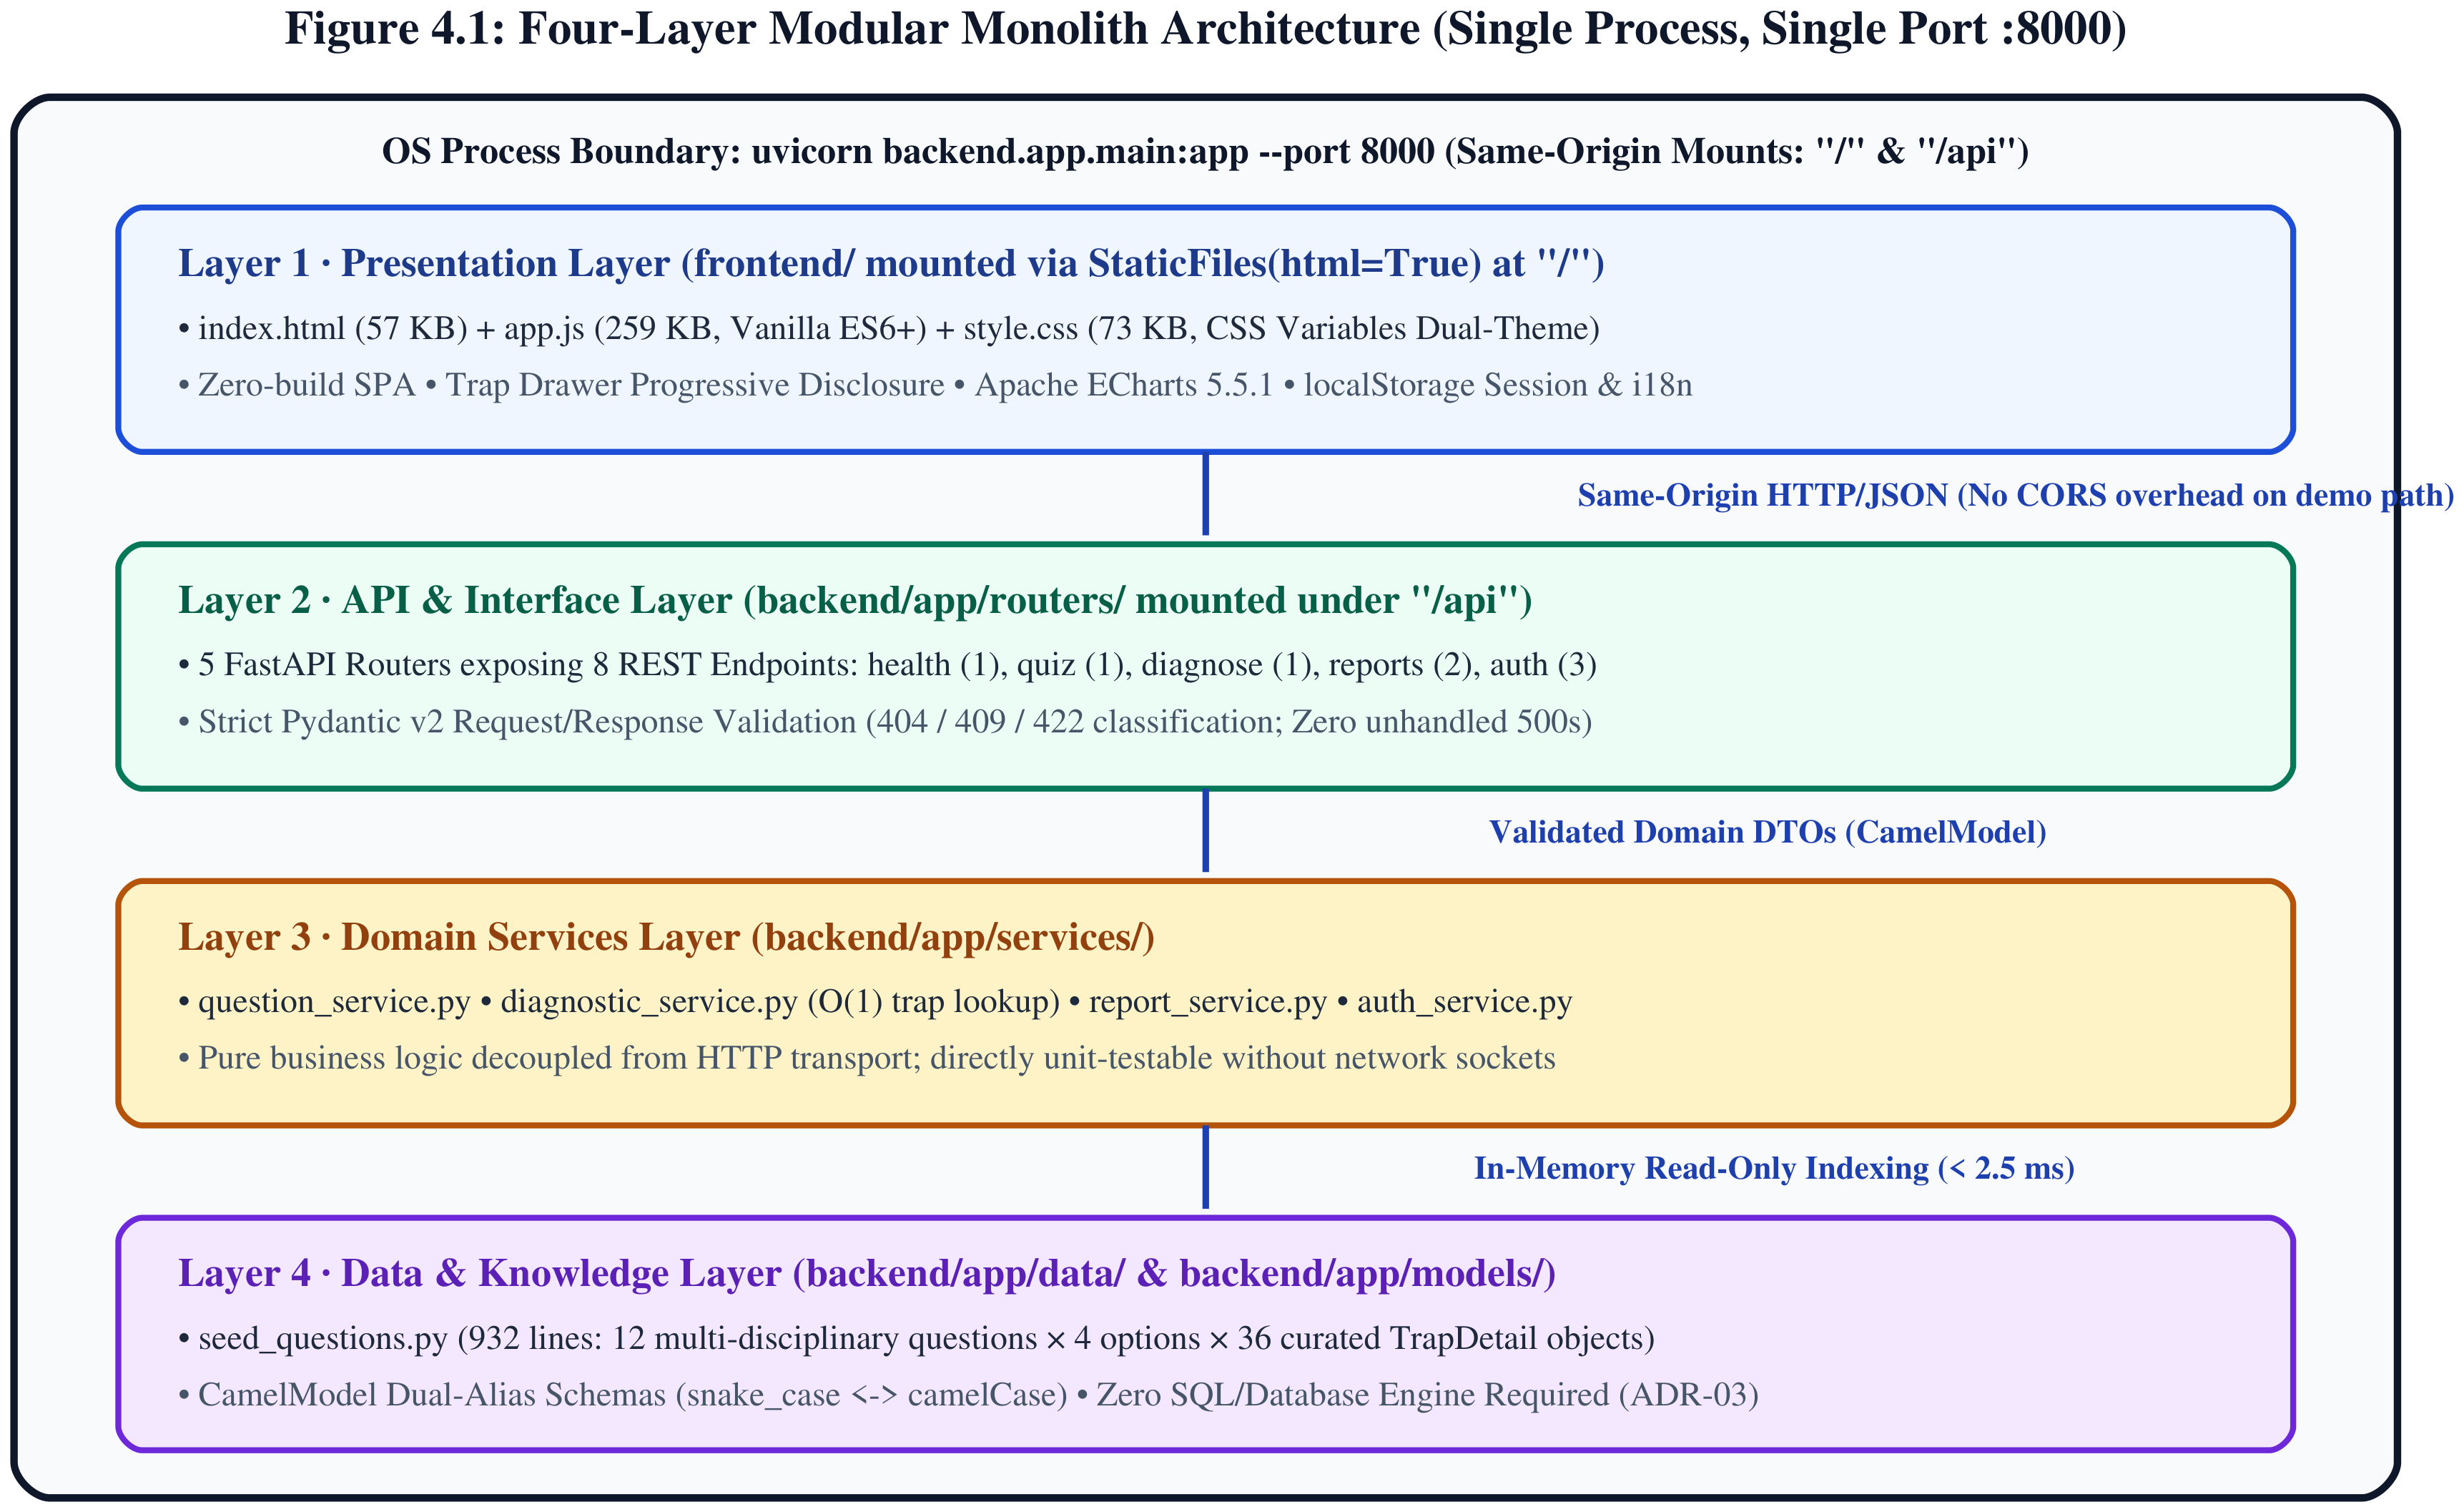 Figure 4.1: Four-Layer Modular Monolith Architecture (Single Process, Single Port :8000)
OS Process Boundary: uvicorn backend.app.main:app --port 8000 (Same-Origin Mounts: "/" & "/api")
Layer 1 · Presentation Layer (frontend/ mounted via StaticFiles(html=True) at "/")
• index.html (57 KB) + app.js (259 KB, Vanilla ES6+) + style.css (73 KB, CSS Variables Dual-Theme)
• Zero-build SPA • Trap Drawer Progressive Disclosure • Apache ECharts 5.5.1 • localStorage Session & i18n
Same-Origin HTTP/JSON (No CORS overhead on demo path)
Layer 2 · API & Interface Layer (backend/app/routers/ mounted under "/api")
• 5 FastAPI Routers exposing 8 REST Endpoints: health (1), quiz (1), diagnose (1), reports (2), auth (3)
• Strict Pydantic v2 Request/Response Validation (404 / 409 / 422 classification; Zero unhandled 500s)
Validated Domain DTOs (CamelModel)
Layer 3 · Domain Services Layer (backend/app/services/)
• question_service.py • diagnostic_service.py (O(1) trap lookup) • report_service.py • auth_service.py
• Pure business logic decoupled from HTTP transport; directly unit-testable without network sockets
In-Memory Read-Only Indexing (< 2.5 ms)
Layer 4 · Data & Knowledge Layer (backend/app/data/ & backend/app/models/)
• seed_questions.py (932 lines: 12 multi-disciplinary questions × 4 options × 36 curated TrapDetail objects)
• CamelModel Dual-Alias Schemas (snake_case <-> camelCase) • Zero SQL/Database Engine Required (ADR-03)